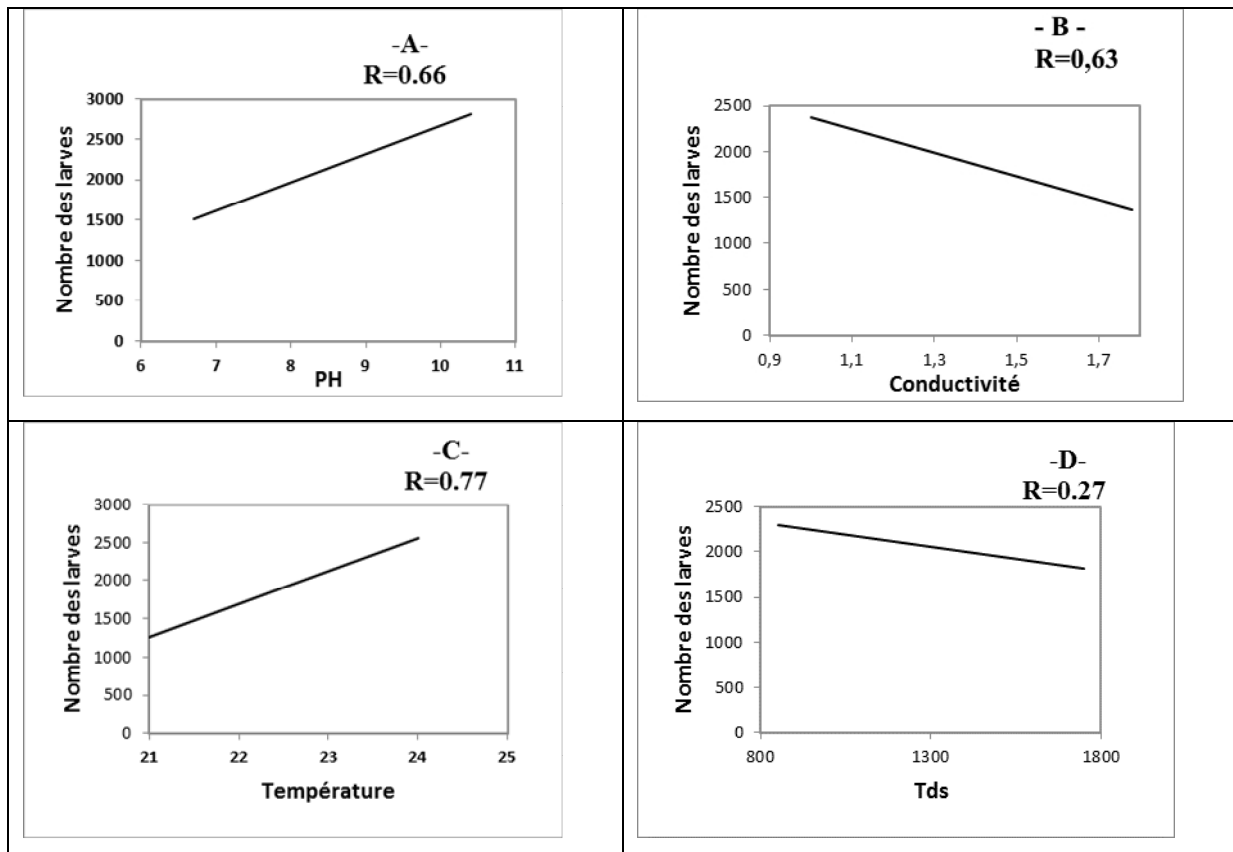 -A-
R=0.66
Nombre des larves
3000
2500
2000
1500
1000
500
0
6 7 8 9 10 11
PH
- B -
R=0,63
Nombre des larves
2500
2000
1500
1000
500
0
0,9 1,1 1,3 1,5 1,7
Conductivité
-C-
R=0.77
Nombre des larves
3000
2500
2000
1500
1000
500
0
21 22 23 24 25
Température
-D-
R=0.27
Nombre des larves
2500
2000
1500
1000
500
0
800 1300 1800
Tds